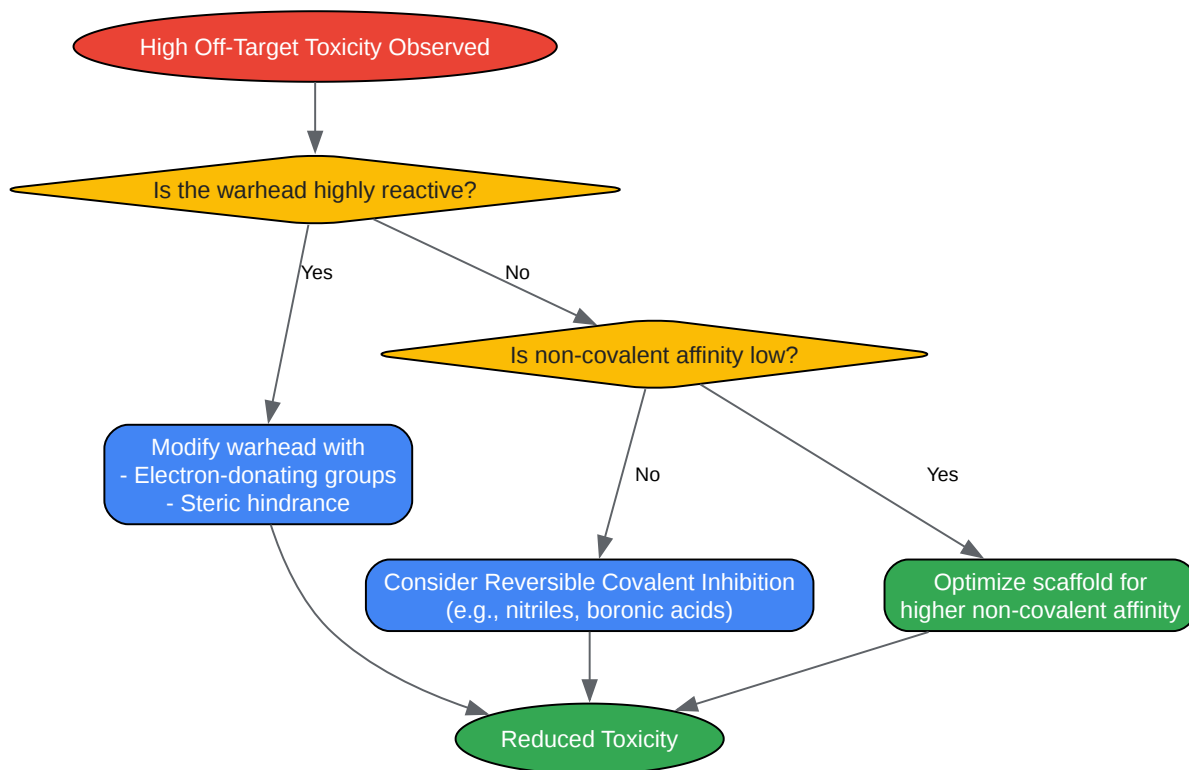 High Off-Target Toxicity Observed
Is the warhead highly reactive?
Yes
No
Is non-covalent affinity low?
Modify warhead with
- Electron-donating groups
- Steric hindrance
No
Yes
Consider Reversible Covalent Inhibition
(e.g., nitriles, boronic acids)
Optimize scaffold for
higher non-covalent affinity
Reduced Toxicity